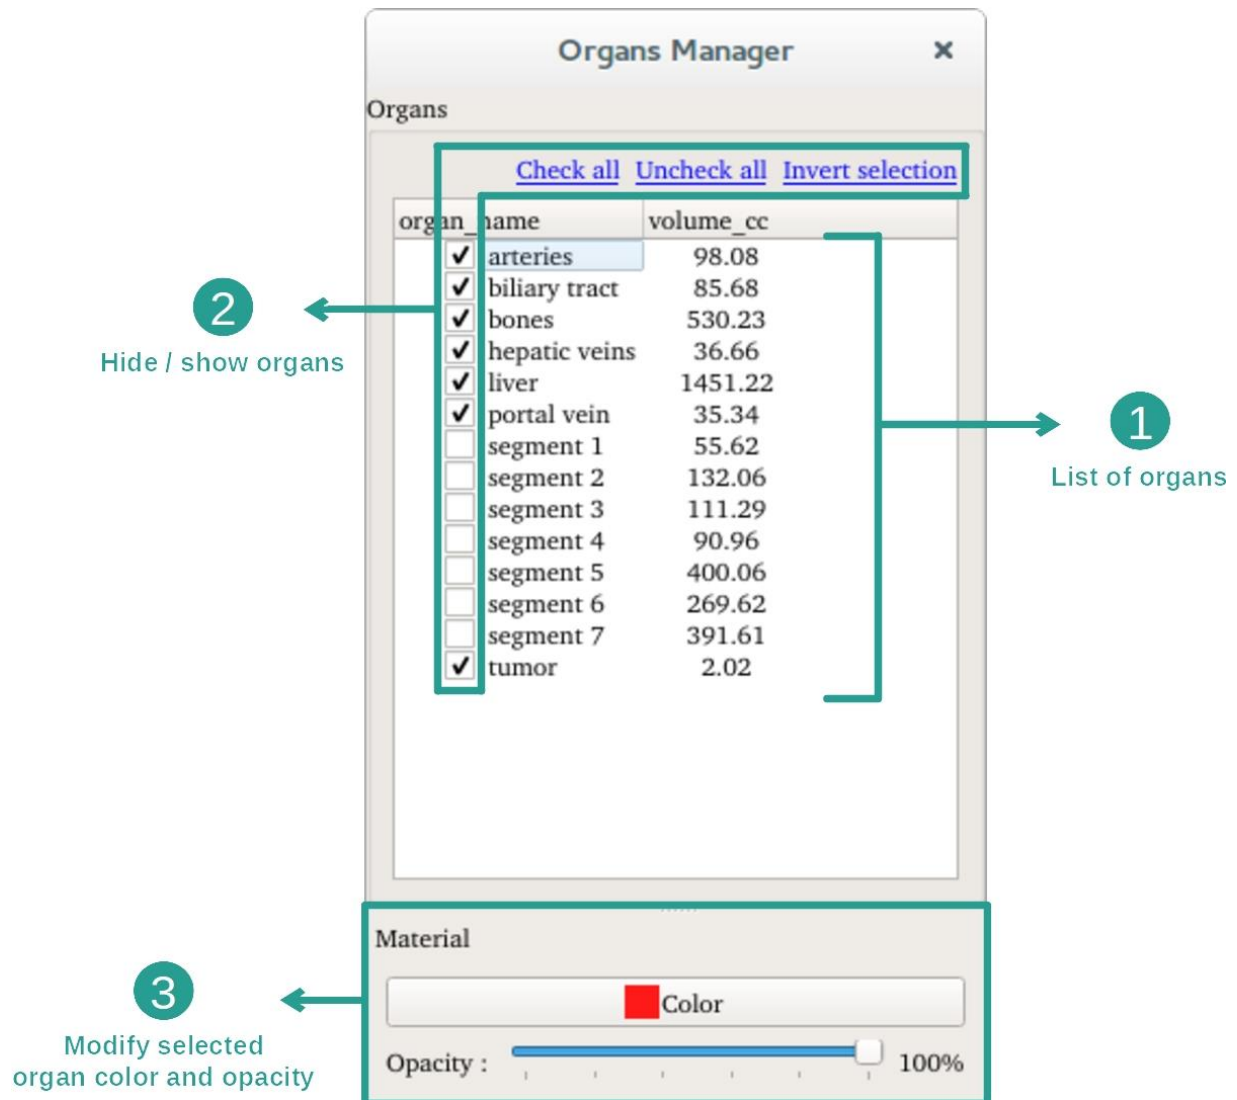 Organs Manager
Organs
Check all Uncheck all Invert selection
organ_name volume_cc
arteries 98.08
biliary tract 85.68
bones 530.23
hepatic veins 36.66
liver 1451.22
portal vein 35.34
segment 1 55.62
segment 2 132.06
segment 3 111.29
segment 4 90.96
segment 5 400.06
segment 6 269.62
segment 7 391.61
tumor 2.02
2
Hide / show organs
1
List of organs
Material
Color
Opacity : 100%
3
Modify selected
organ color and opacity